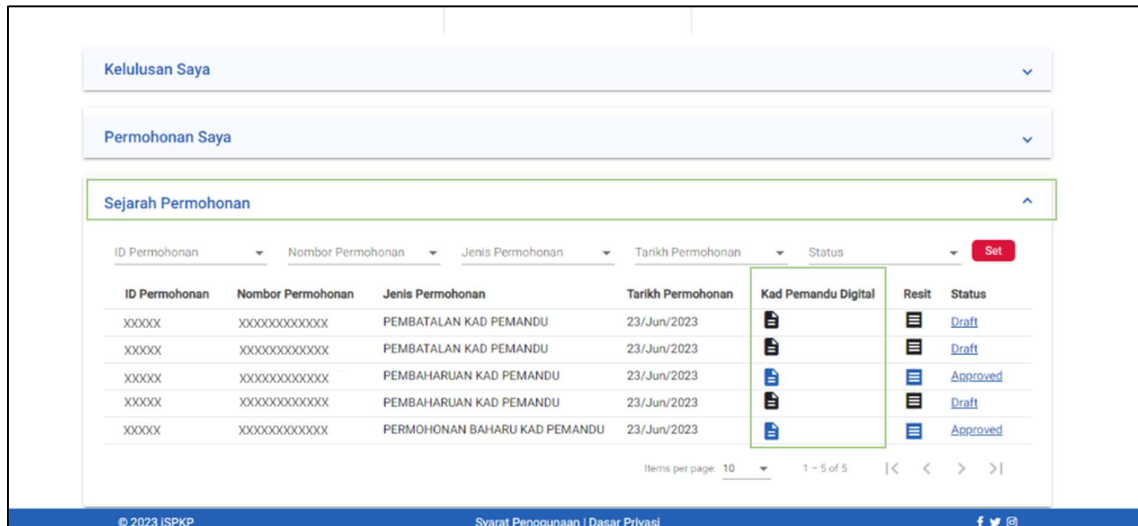 Kelulusan Saya
Permohonan Saya
Sejarah Permohonan
ID Permohonan Nombor Permohonan Jenis Permohonan Tarikh Permohonan Status Set
ID Permohonan Nombor Permohonan Jenis Permohonan Tarikh Permohonan Kad Pemandu Digital Resit Status
XXXXX XXXXXXXXXXXX PEMBATALAN KAD PEMANDU 23/Jun/2023 Draft
XXXXX XXXXXXXXXXXX PEMBATALAN KAD PEMANDU 23/Jun/2023 Draft
XXXXX XXXXXXXXXXXX PEMBAHARUAN KAD PEMANDU 23/Jun/2023 Approved
XXXXX XXXXXXXXXXXX PEMBAHARUAN KAD PEMANDU 23/Jun/2023 Draft
XXXXX XXXXXXXXXXXX PERMOHONAN BAHARU KAD PEMANDU 23/Jun/2023 Approved
Items per page: 10 1 – 5 of 5
© 2023 iSPKP Syarat Penggunaan | Dasar Privasi